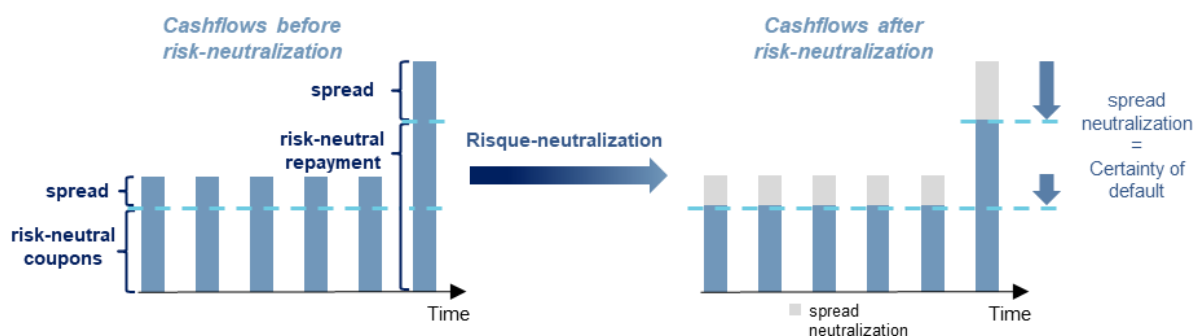 Cashflows before
risk-neutralization
spread
risk-neutral
repayment
spread
risk-neutral
coupons
Time
Risque-neutralization
Cashflows after
risk-neutralization
spread
neutralization
=
Certainty of
default
Time
spread
neutralization